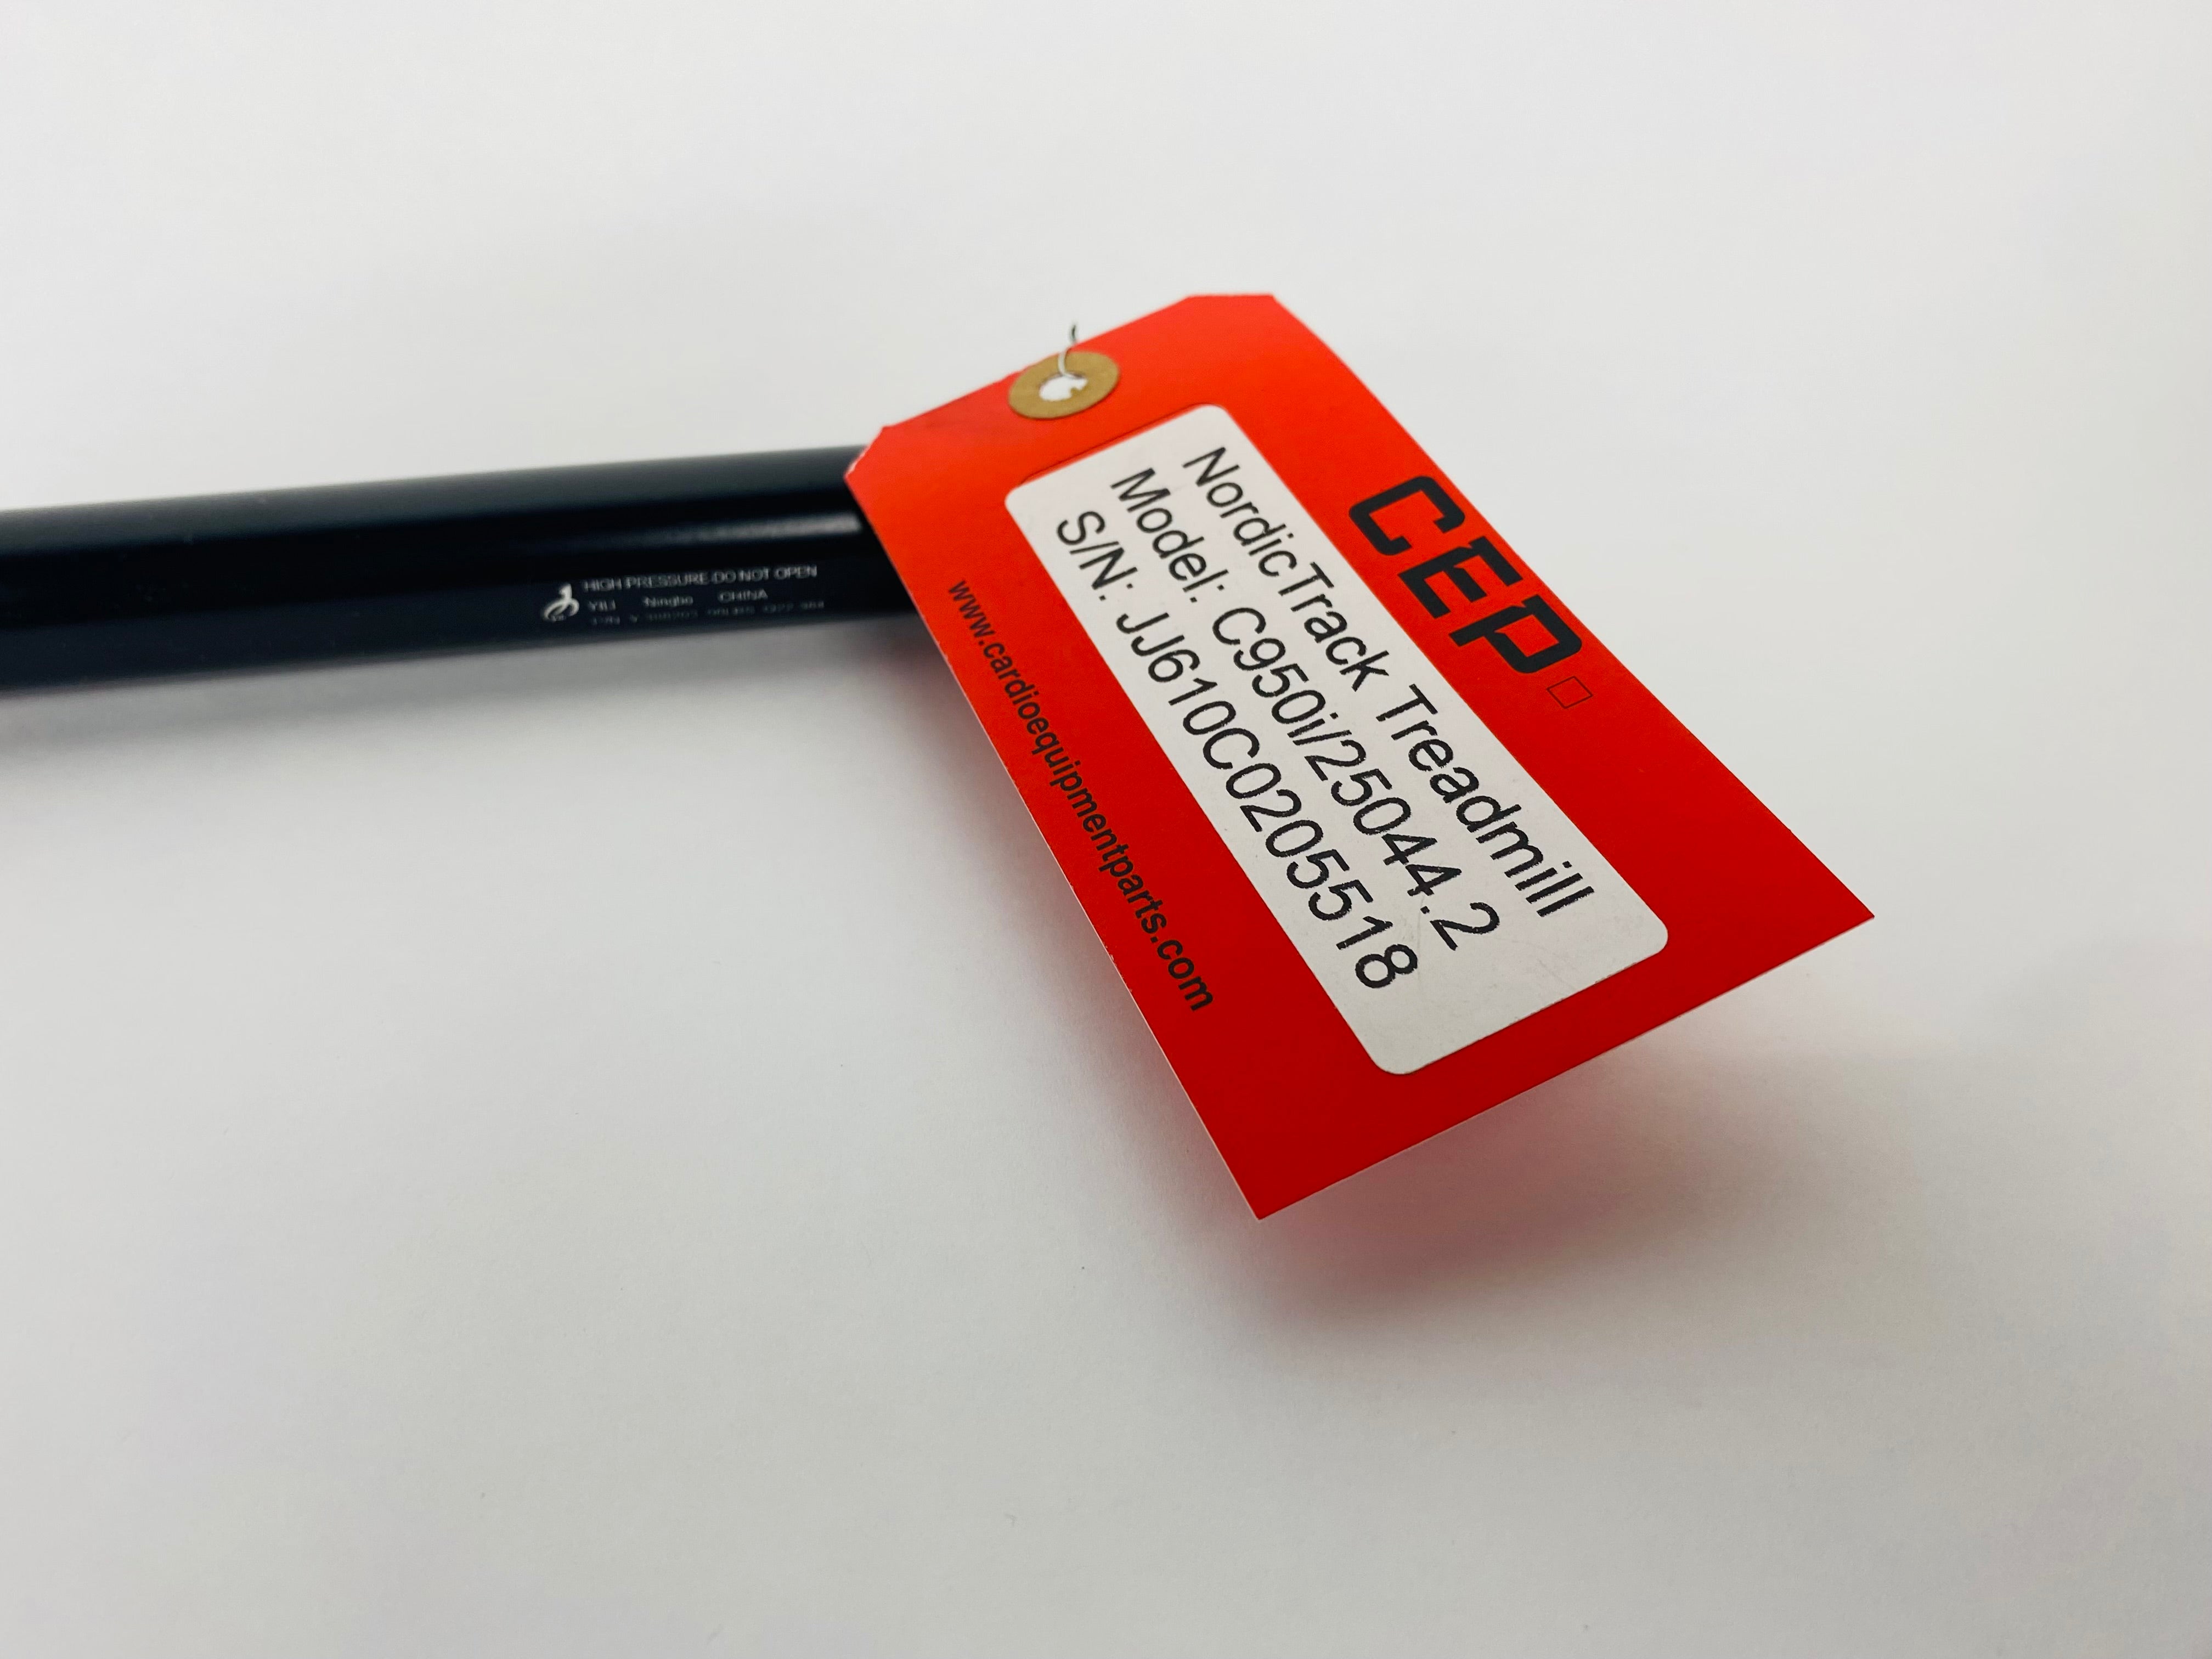 HIGH PRESSURE-DO NOT OPEN
YILI Ningbo CHINA
CEP
NordicTrack Treadmill
Model: C950i/25044.2
S/N: JJ610C0205518
www.cardioequipmentparts.com